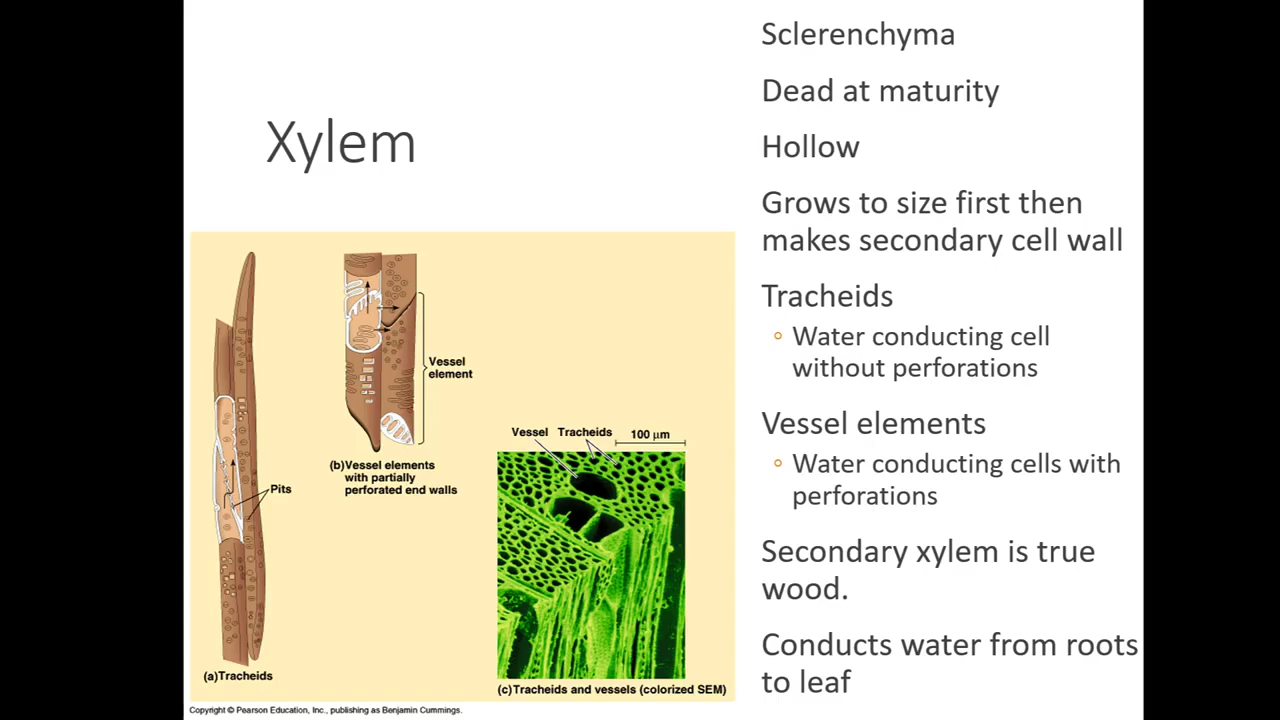 Xylem
Sclerenchyma
Dead at maturity
Hollow
Grows to size first then
makes secondary cell wall
Tracheids
Water conducting cell
without perforations
Vessel elements
Water conducting cells with
perforations
Secondary xylem is true
wood.
Conducts water from roots
to leaf
Vessel
element
(b)Vessel elements
with partially
perforated end walls
Pits
(a)Tracheids
Vessel Tracheids 100 μm
(c)Tracheids and vessels (colorized SEM)
Copyright © Pearson Education, Inc., publishing as Benjamin Cummings.